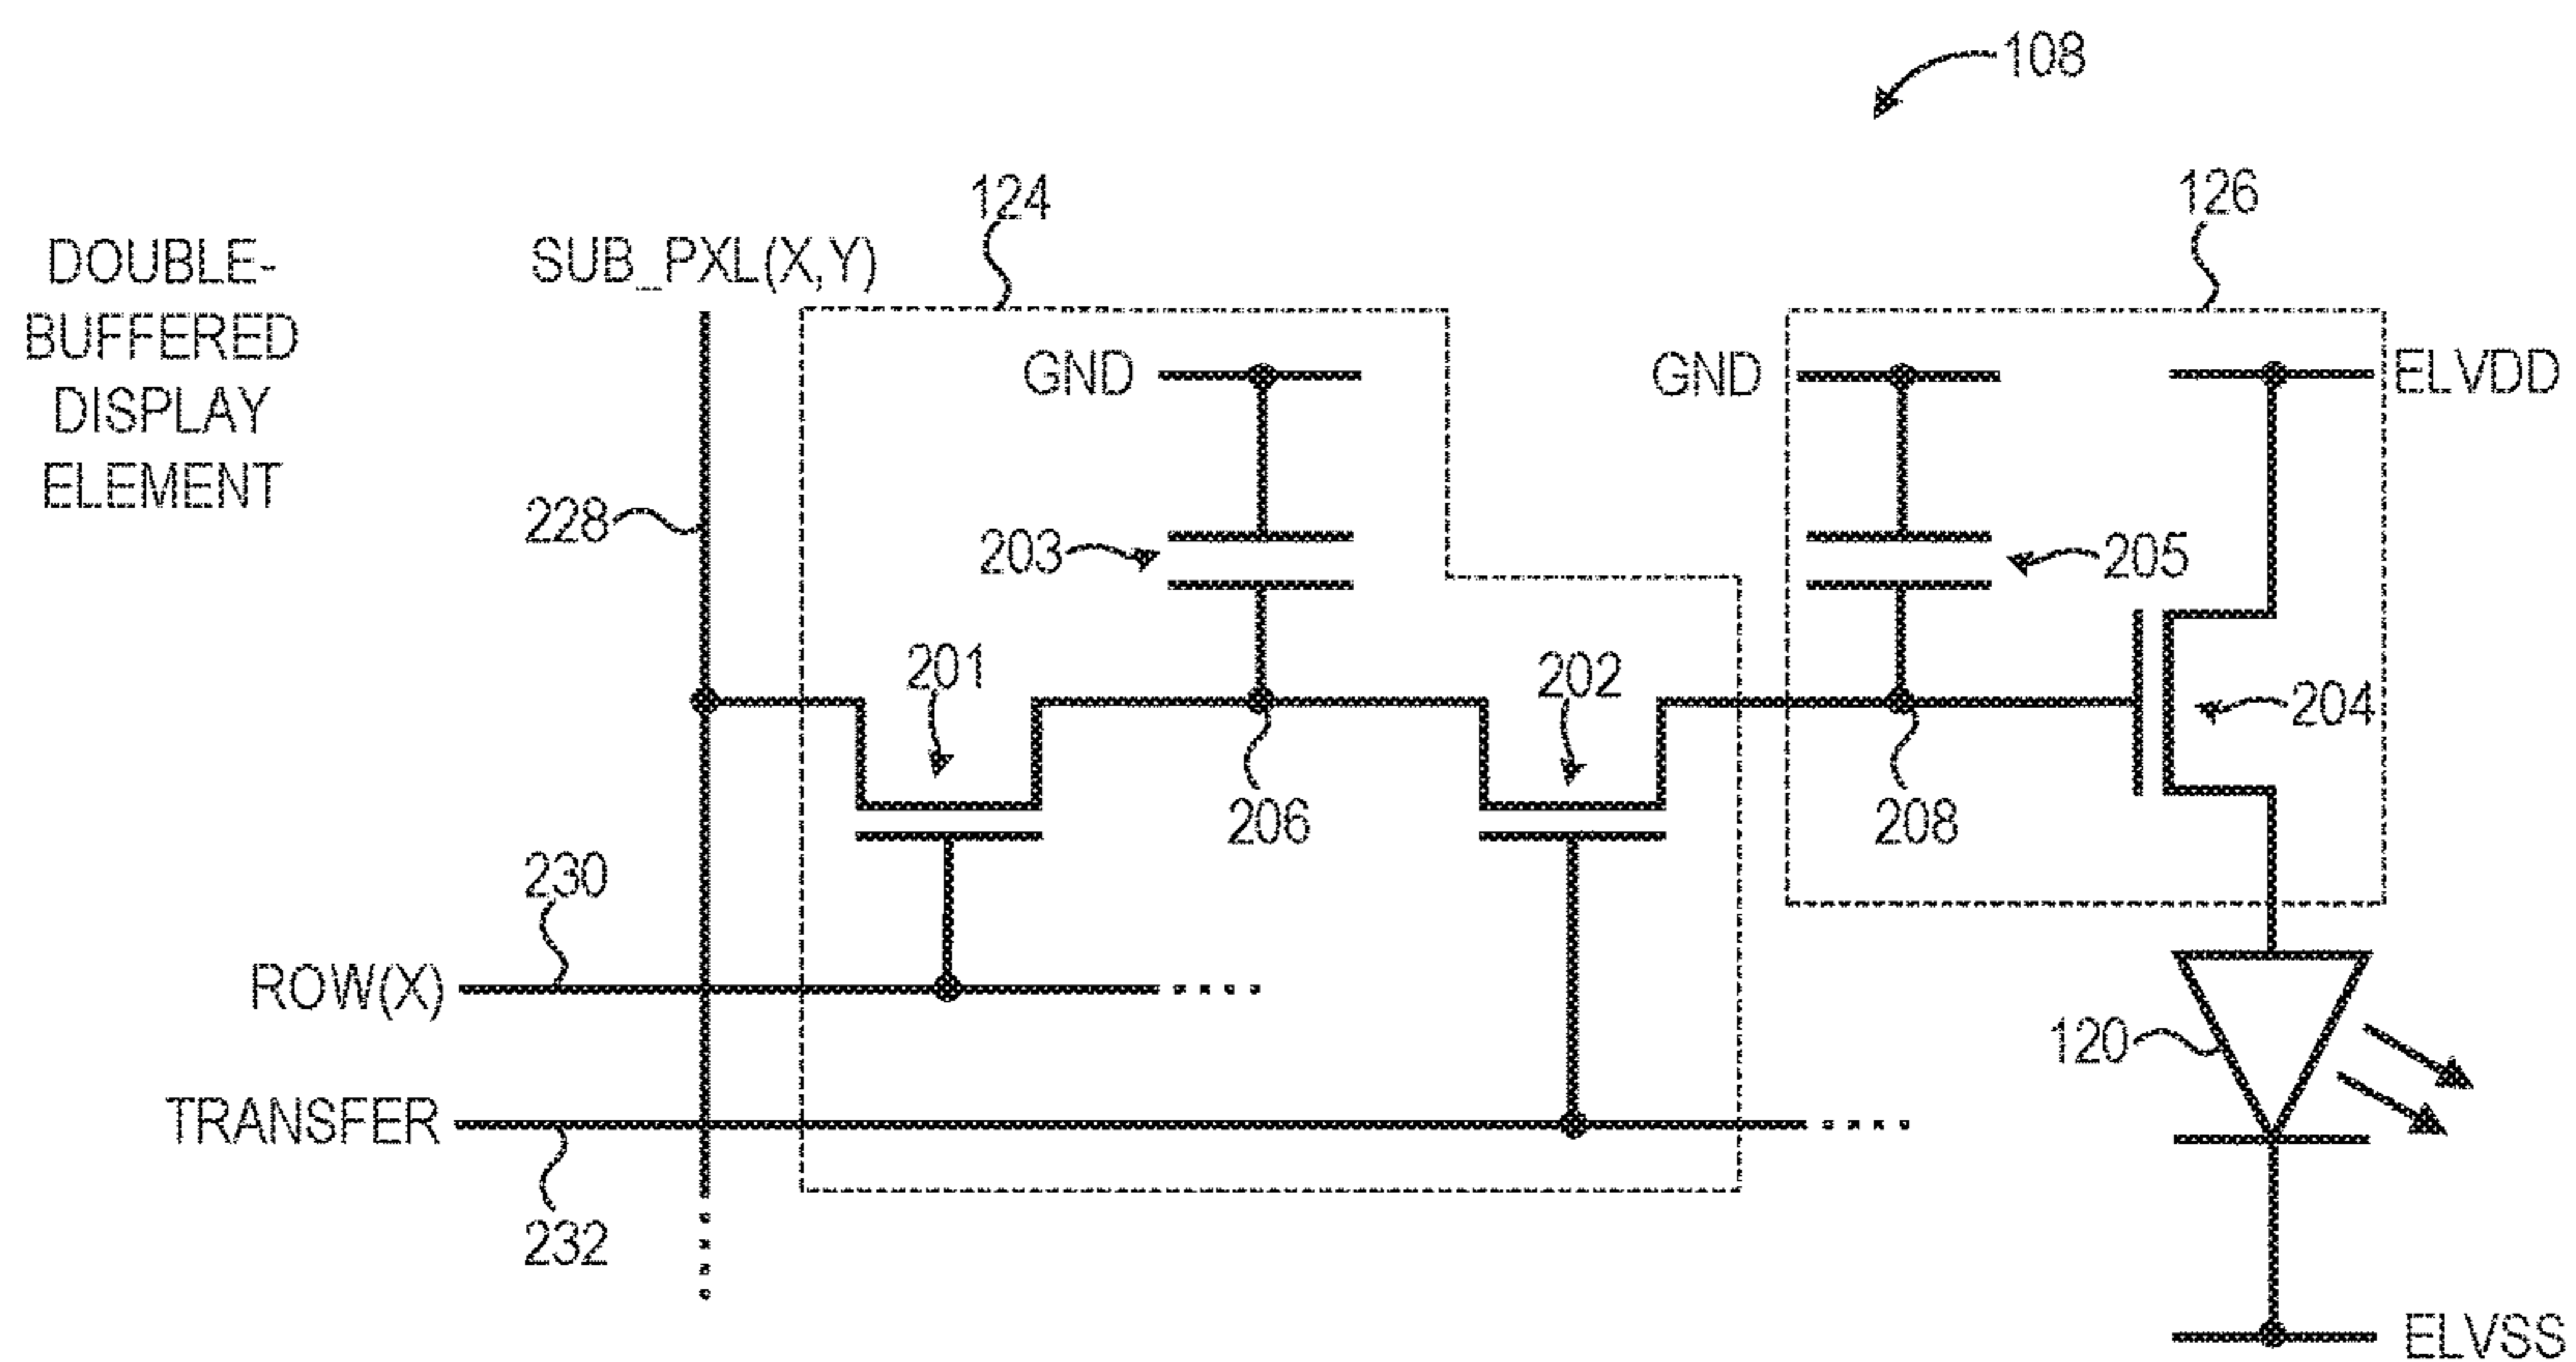 108
124
126
DOUBLE-
BUFFERED
DISPLAY
ELEMENT
SUB_PXL(X,Y)
GND
GND
ELVDD
228
203
205
201
202
204
206
208
230
ROW(X)
120
TRANSFER
232
ELVSS